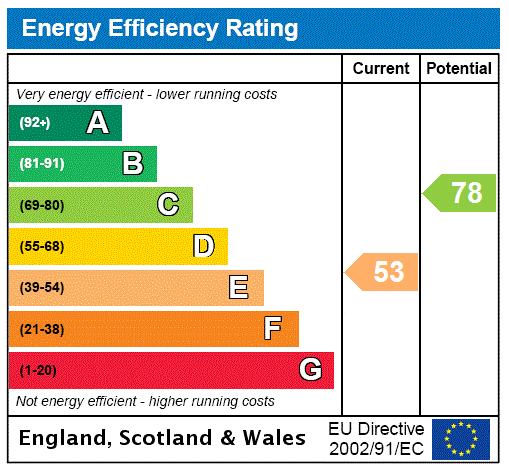 Energy Efficiency Rating
Current Potential
Very energy efficient - lower running costs
(92+) A
(81-91) B
(69-80) C
78
(55-68) D
53
(39-54) E
(21-38) F
(1-20) G
Not energy efficient - higher running costs
England, Scotland & Wales
EU Directive
2002/91/EC